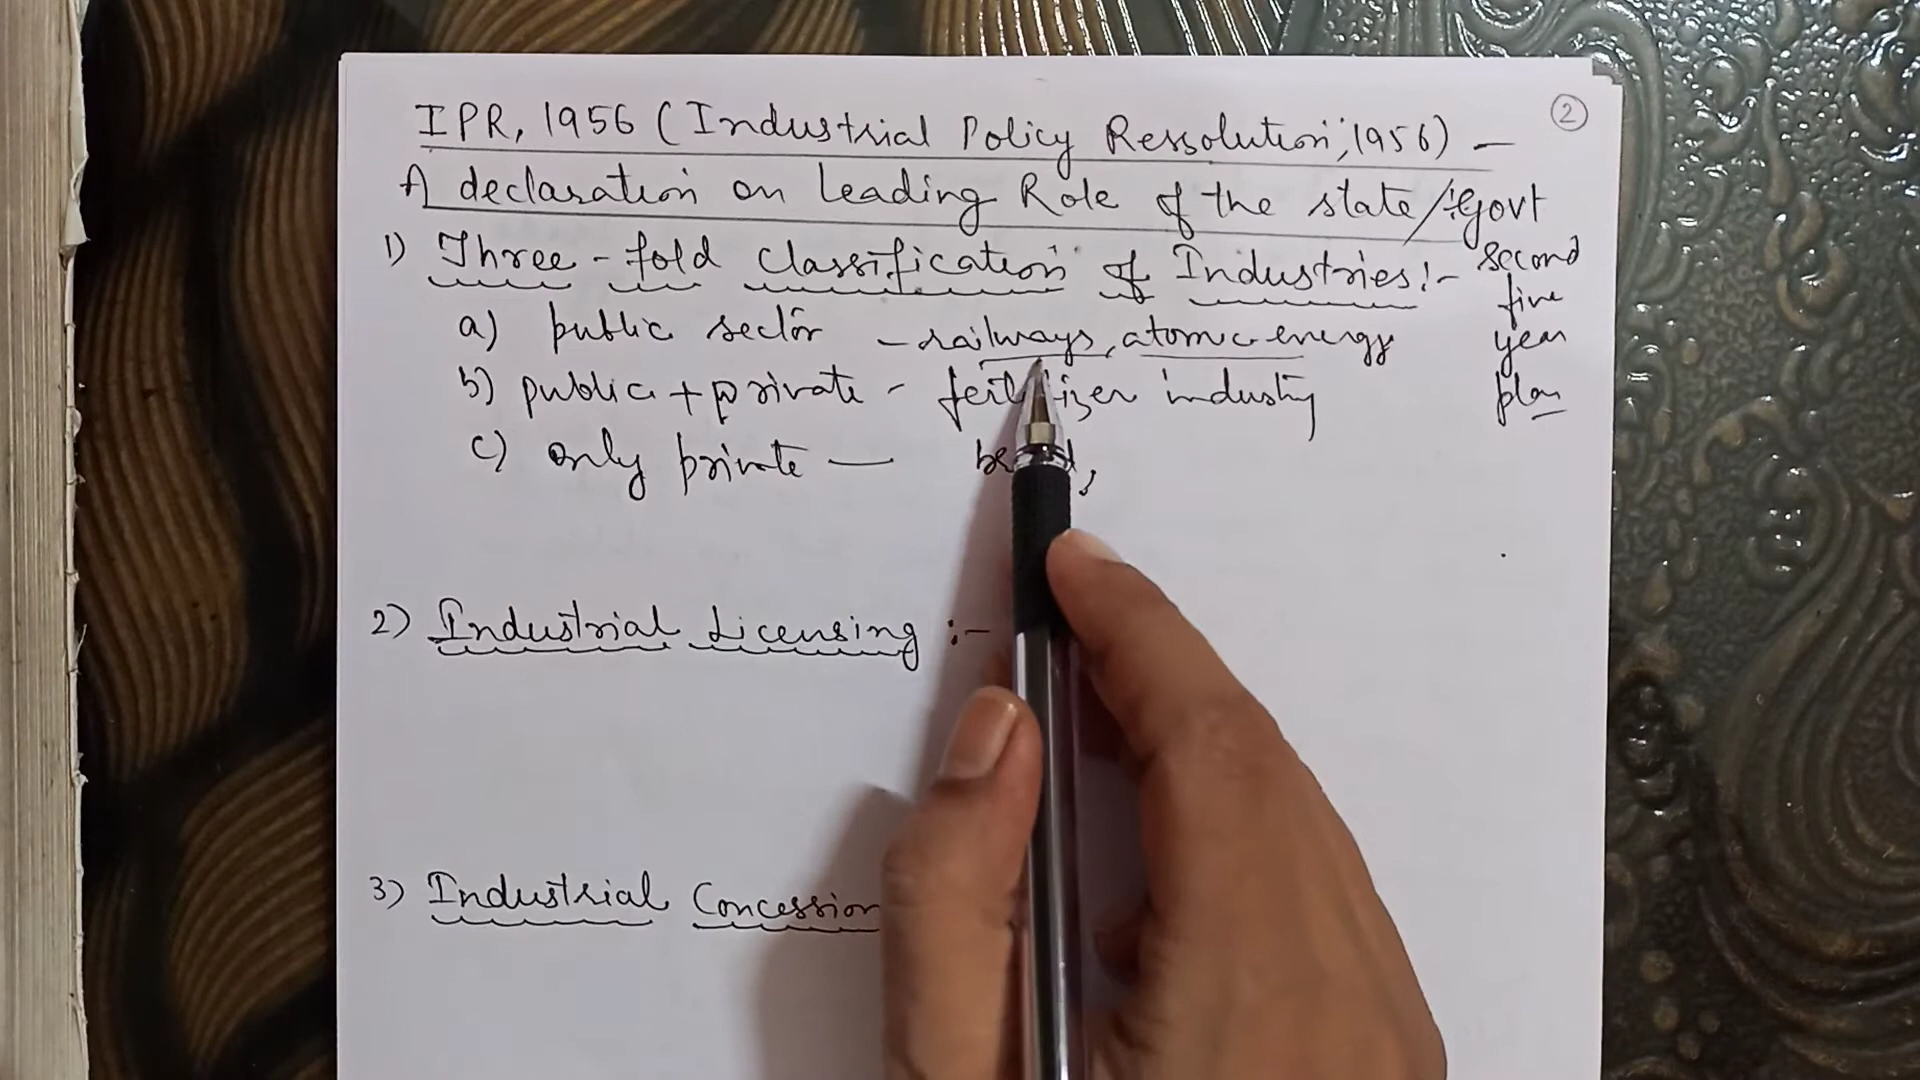 2
IPR, 1956 (Industrial Policy Ressolution, 1956) –
A declaration on Leading Role of the state/Govt
1) Three-fold Classification of Industries:-
second
five
year
plan
a) public sector – railways, atomic energy
b) public + private – fertilizer industry
c) only private –
2) Industrial Licensing :-
3) Industrial Concession